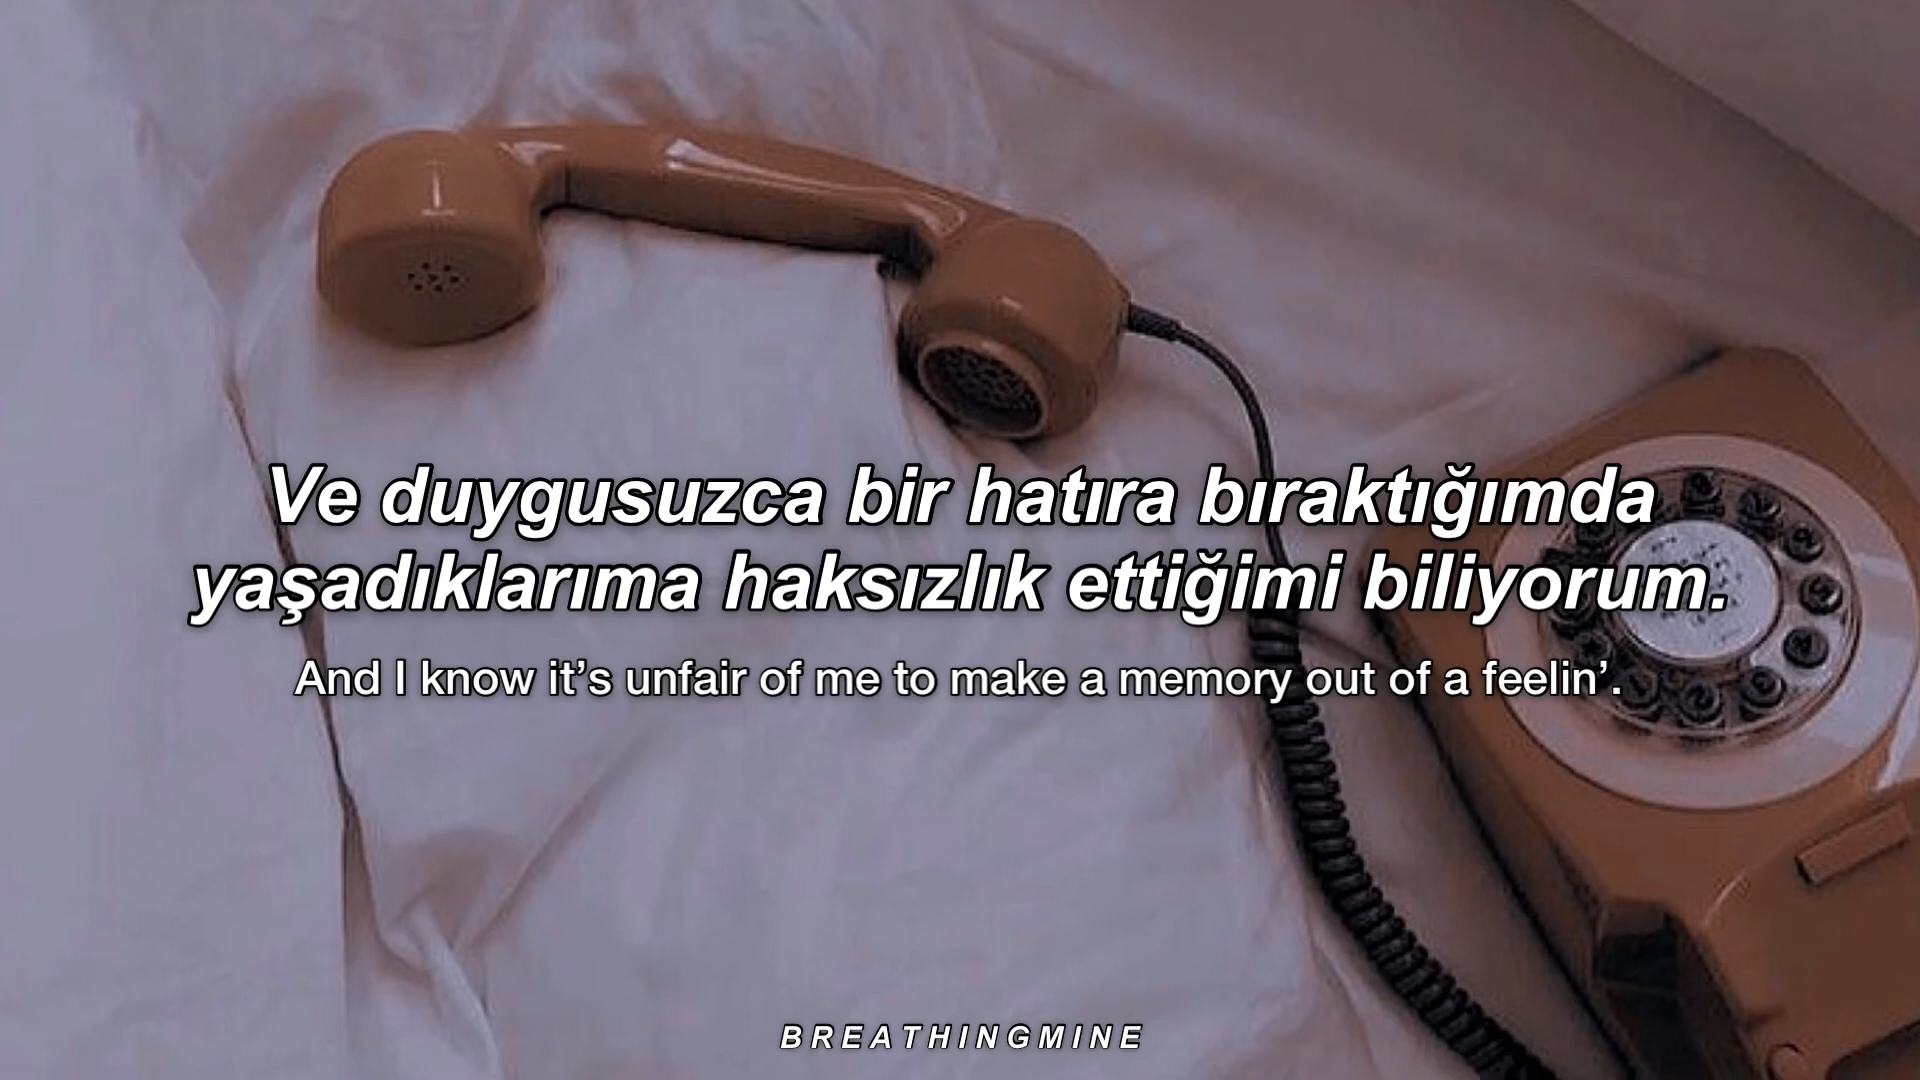 Ve duygusuzca bir hatıra bıraktığımda
yaşadıklarıma haksızlık ettiğimi biliyorum.
And I know it’s unfair of me to make a memory out of a feelin’.
BREATHINGMINE